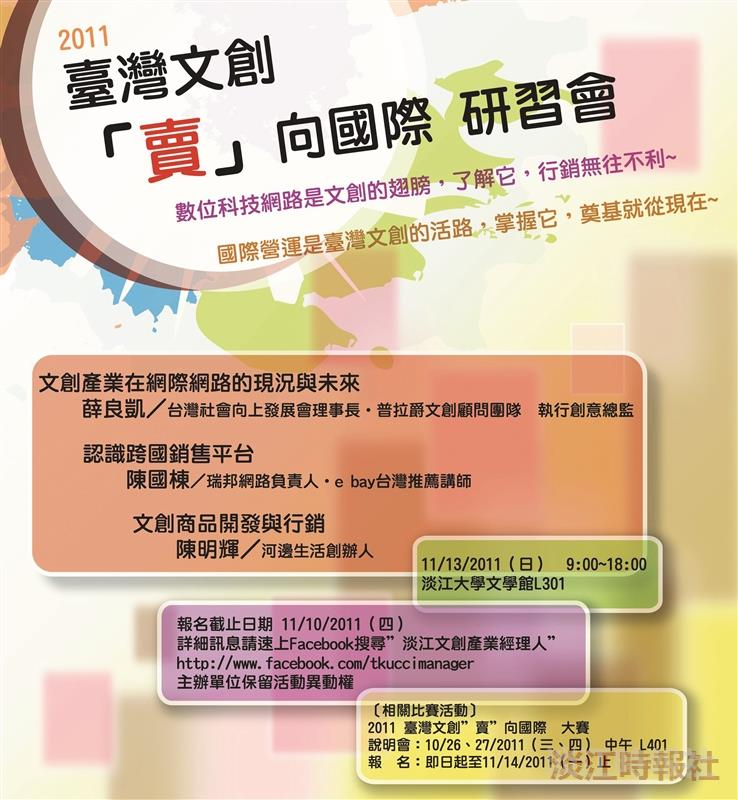 2011
臺灣文創
「賣」向國際 研習會
數位科技網路是文創的翅膀，了解它，行銷無往不利~
國際營運是臺灣文創的活路，掌握它，奠基就從現在~
文創產業在網際網路的現況與未來
薛良凱／台灣社會向上發展會理事長・普拉爵文創顧問團隊 執行創意總監
認識跨國銷售平台
陳國棟／瑞邦網路負責人・e bay台灣推薦講師
文創商品開發與行銷
陳明輝／河邊生活創辦人
11/13/2011（日） 9:00~18:00
淡江大學文學館L301
報名截止日期 11/10/2011（四）
詳細訊息請速上Facebook搜尋”淡江文創產業經理人”
http://www.facebook.com/tkuccimanager
主辦單位保留活動異動權
〔相關比賽活動〕
2011 臺灣文創”賣”向國際 大賽
說明會：10/26、27/2011（三、四） 中午 L401
報 名：即日起至11/14/2011（一）止
淡江時報社